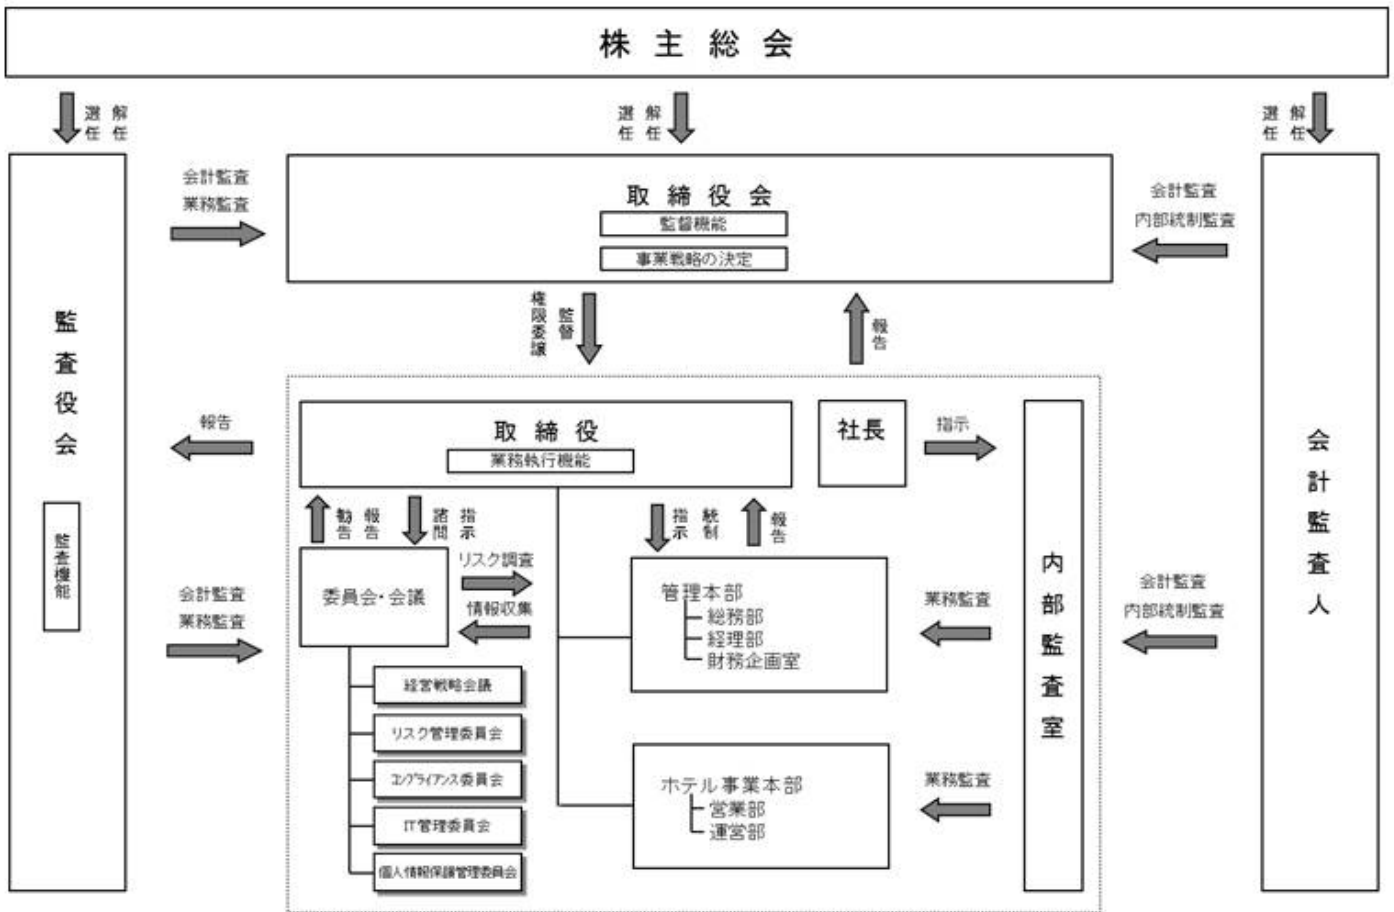 株主総会
選任 解任
選任 解任
選任 解任
会計監査
業務監査
取締役会
監督機能
事業戦略の決定
会計監査
内部統制監査
監査役会
監査機能
権限委譲 監督
報告
会計監査人
報告
取締役
業務執行機能
社長
指示
内部監査室
勧告 報告
諮問 指示
指示 統制
報告
委員会・会議
リスク調査
情報収集
会計監査
業務監査
管理本部
総務部
経理部
財務企画室
業務監査
会計監査
内部統制監査
経営戦略会議
リスク管理委員会
コンプライアンス委員会
IT管理委員会
個人情報保護管理委員会
ホテル事業本部
営業部
運営部
業務監査